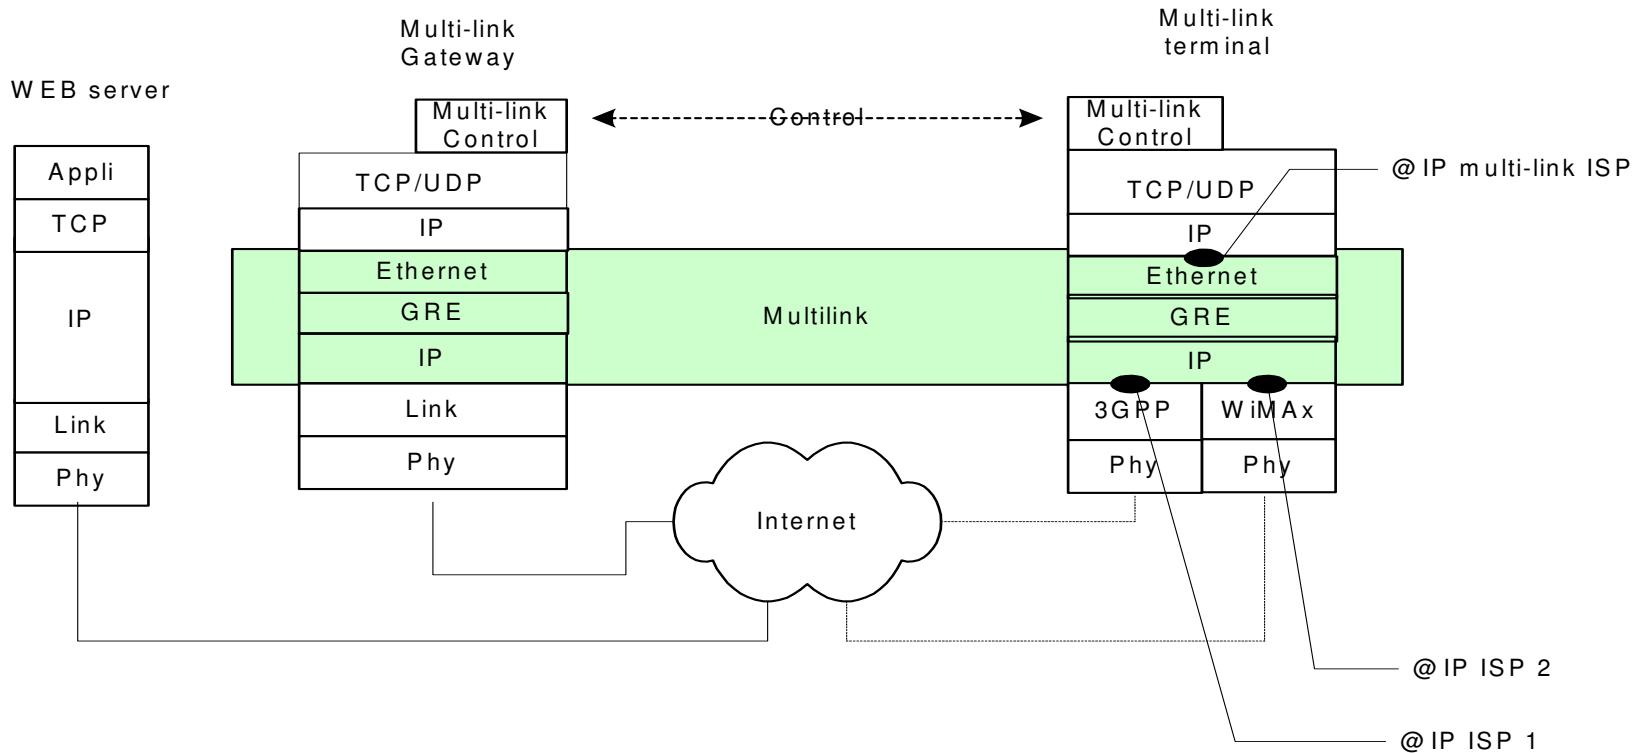 Multi-link
Gateway
Multi-link
terminal
WEB server
Multi-link
Control
Control
Multi-link
Control
Appli
TCP
IP
Link
Phy
TCP/UDP
IP
Ethernet
GRE
IP
Link
Phy
Multilink
TCP/UDP
IP
Ethernet
GRE
IP
3GPP
WiMAx
Phy
Phy
Internet
@IP multi-link ISP
@IP ISP 2
@IP ISP 1